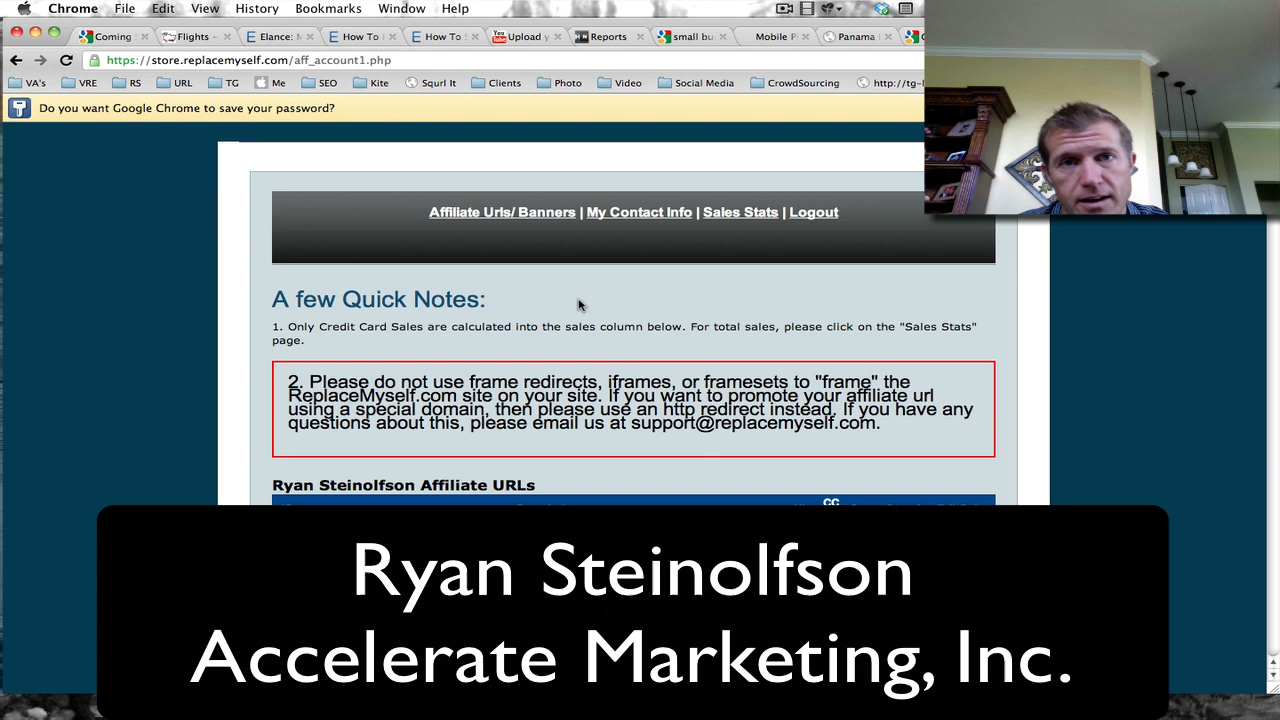 Chrome File Edit View History Bookmarks Window Help
Coming Flights – Elance: How To How To Upload y Reports small bu Mobile Panama
https://store.replacemyself.com/aff_account1.php
VA's VRE RS URL TG Me SEO Kite Squrl It Clients Photo Video Social Media CrowdSourcing http://tg-l
Do you want Google Chrome to save your password?
Affiliate Urls/ Banners | My Contact Info | Sales Stats | Logout
A few Quick Notes:
1. Only Credit Card Sales are calculated into the sales column below. For total sales, please click on the "Sales Stats"
page.
2. Please do not use frame redirects, iframes, or framesets to "frame" the
ReplaceMyself.com site on your site. If you want to promote your affiliate url
using a special domain, then please use an http redirect instead. If you have any
questions about this, please email us at support@replacemyself.com.
Ryan Steinolfson Affiliate URLs
CC
Ryan Steinolfson
Accelerate Marketing, Inc.